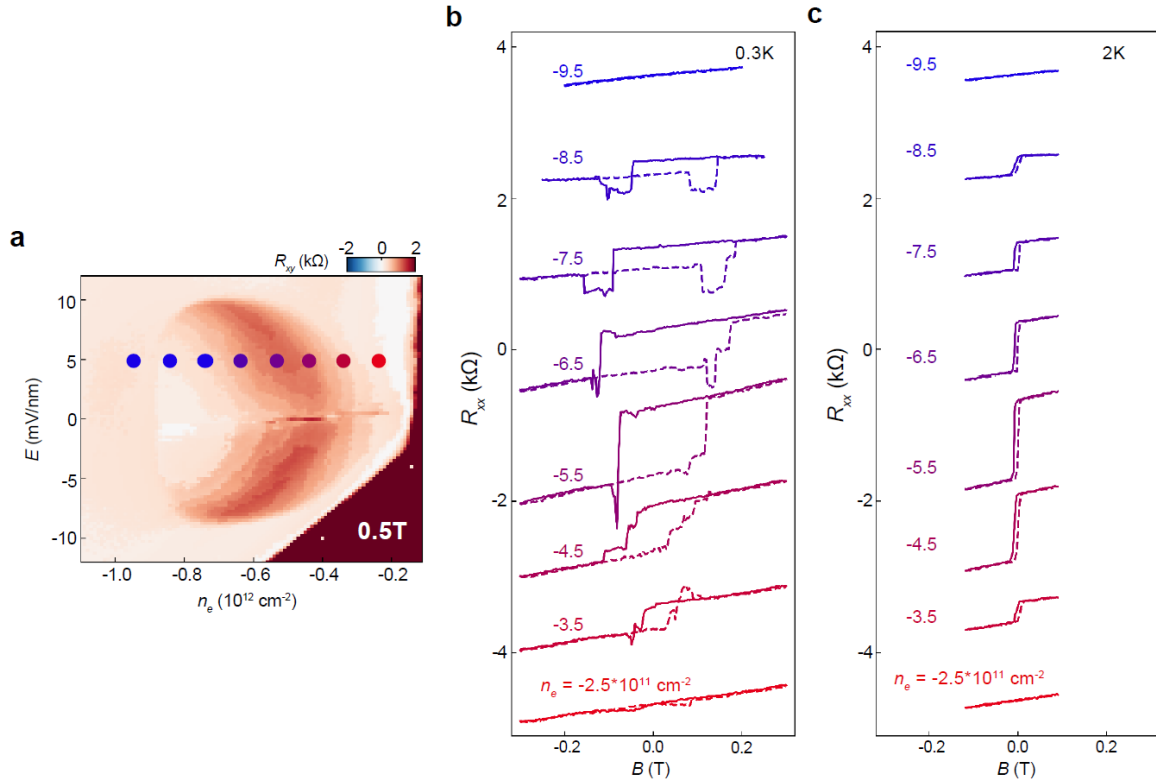 a
R_xy (kΩ)
-2 0 2
10
5
0
-5
-10
E (mV/nm)
0.5T
-1.0 -0.8 -0.6 -0.4 -0.2
n_e (10^12 cm^-2)
b
4
2
0
-2
-4
R_xx (kΩ)
0.3K
-9.5
-8.5
-7.5
-6.5
-5.5
-4.5
-3.5
n_e = -2.5*10^11 cm^-2
-0.2 0.0 0.2
B (T)
c
4
2
0
-2
-4
R_xx (kΩ)
2K
-9.5
-8.5
-7.5
-6.5
-5.5
-4.5
-3.5
n_e = -2.5*10^11 cm^-2
-0.2 0.0 0.2
B (T)